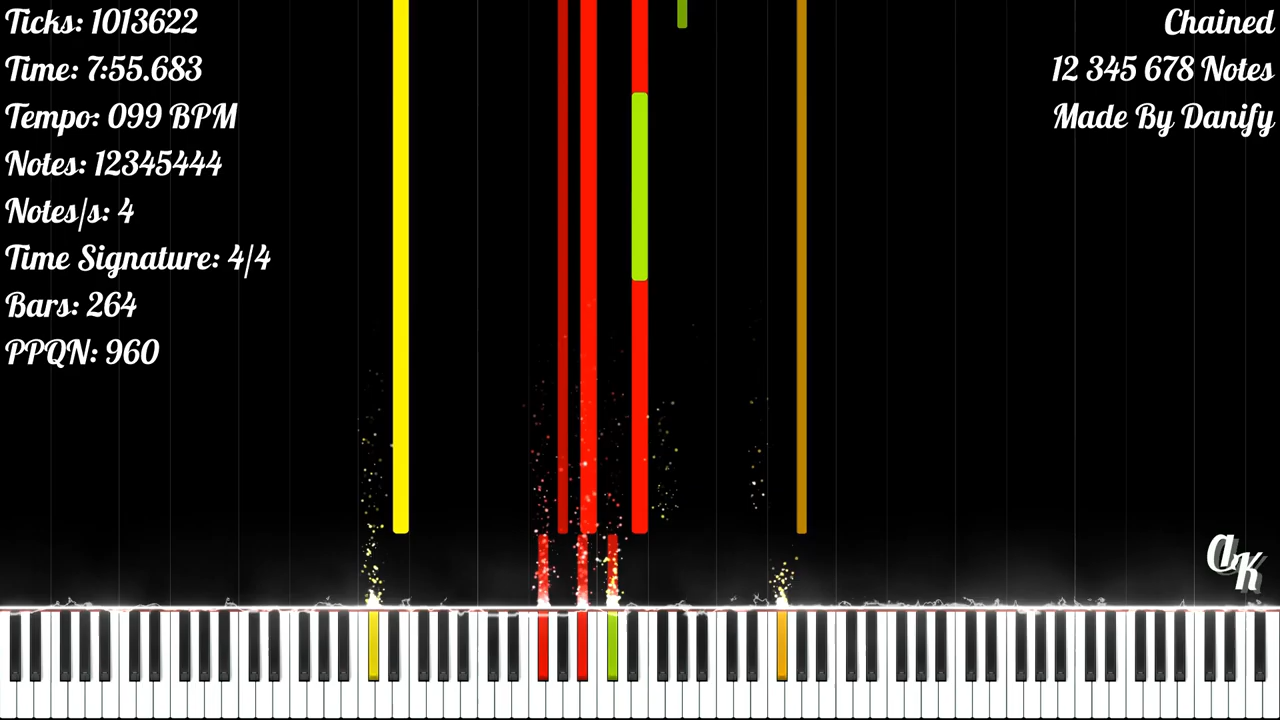 Ticks: 1013622
Time: 7:55.683
Tempo: 099 BPM
Notes: 12345444
Notes/s: 4
Time Signature: 4/4
Bars: 264
PPQN: 960
Chained
12 345 678 Notes
Made By Danify
AK